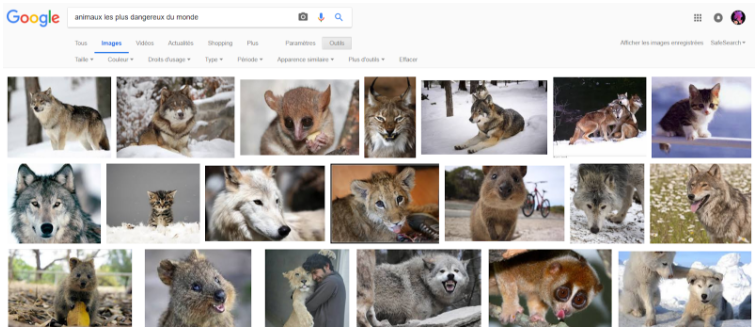 Google animaux les plus dangereux du monde
Tous Images Vidéos Actualités Shopping Plus Paramètres Outils Afficher les images enregistrées SafeSearch
Taille Couleur Droits d'usage Type Période Apparence similaire Plus d'outils Effacer